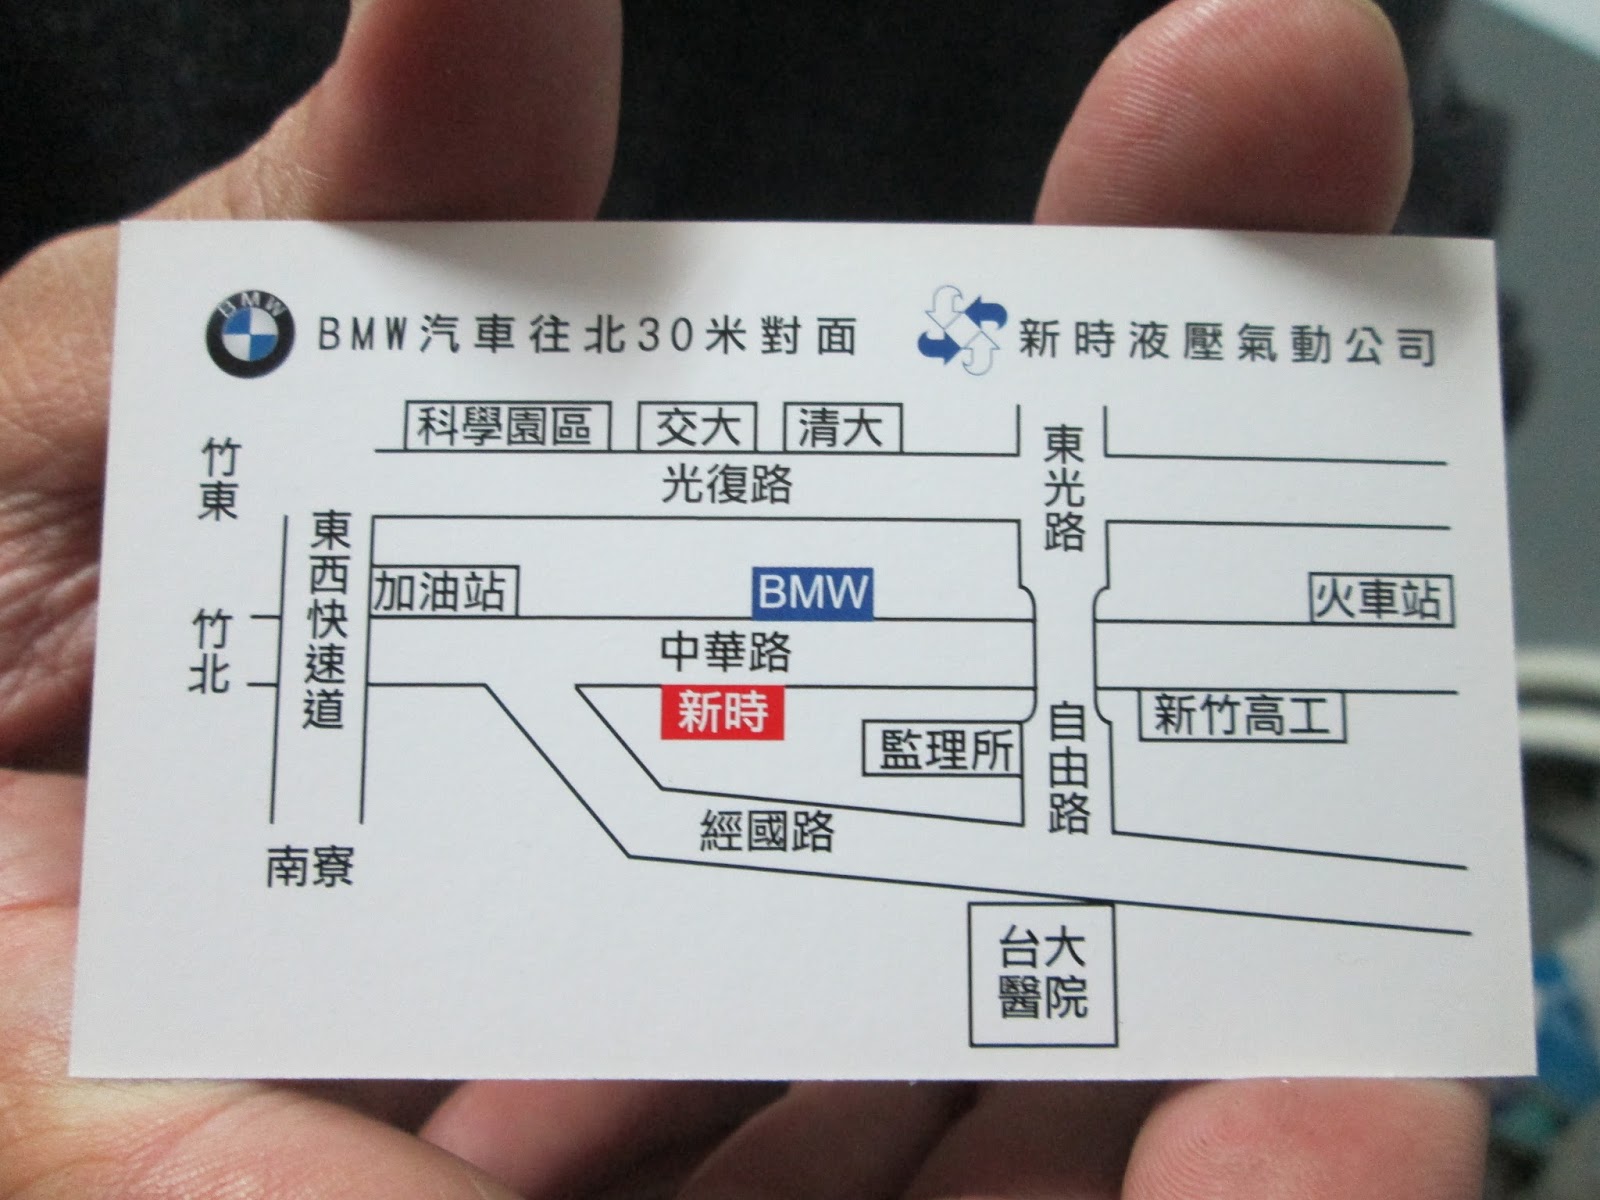 BMW
BMW汽車往北30米對面
新時液壓氣動公司
科學園區
交大
清大
東光路
竹東
光復路
東西快速道
加油站
BMW
火車站
竹北
中華路
新時
新竹高工
監理所
自由路
經國路
南寮
台大
醫院